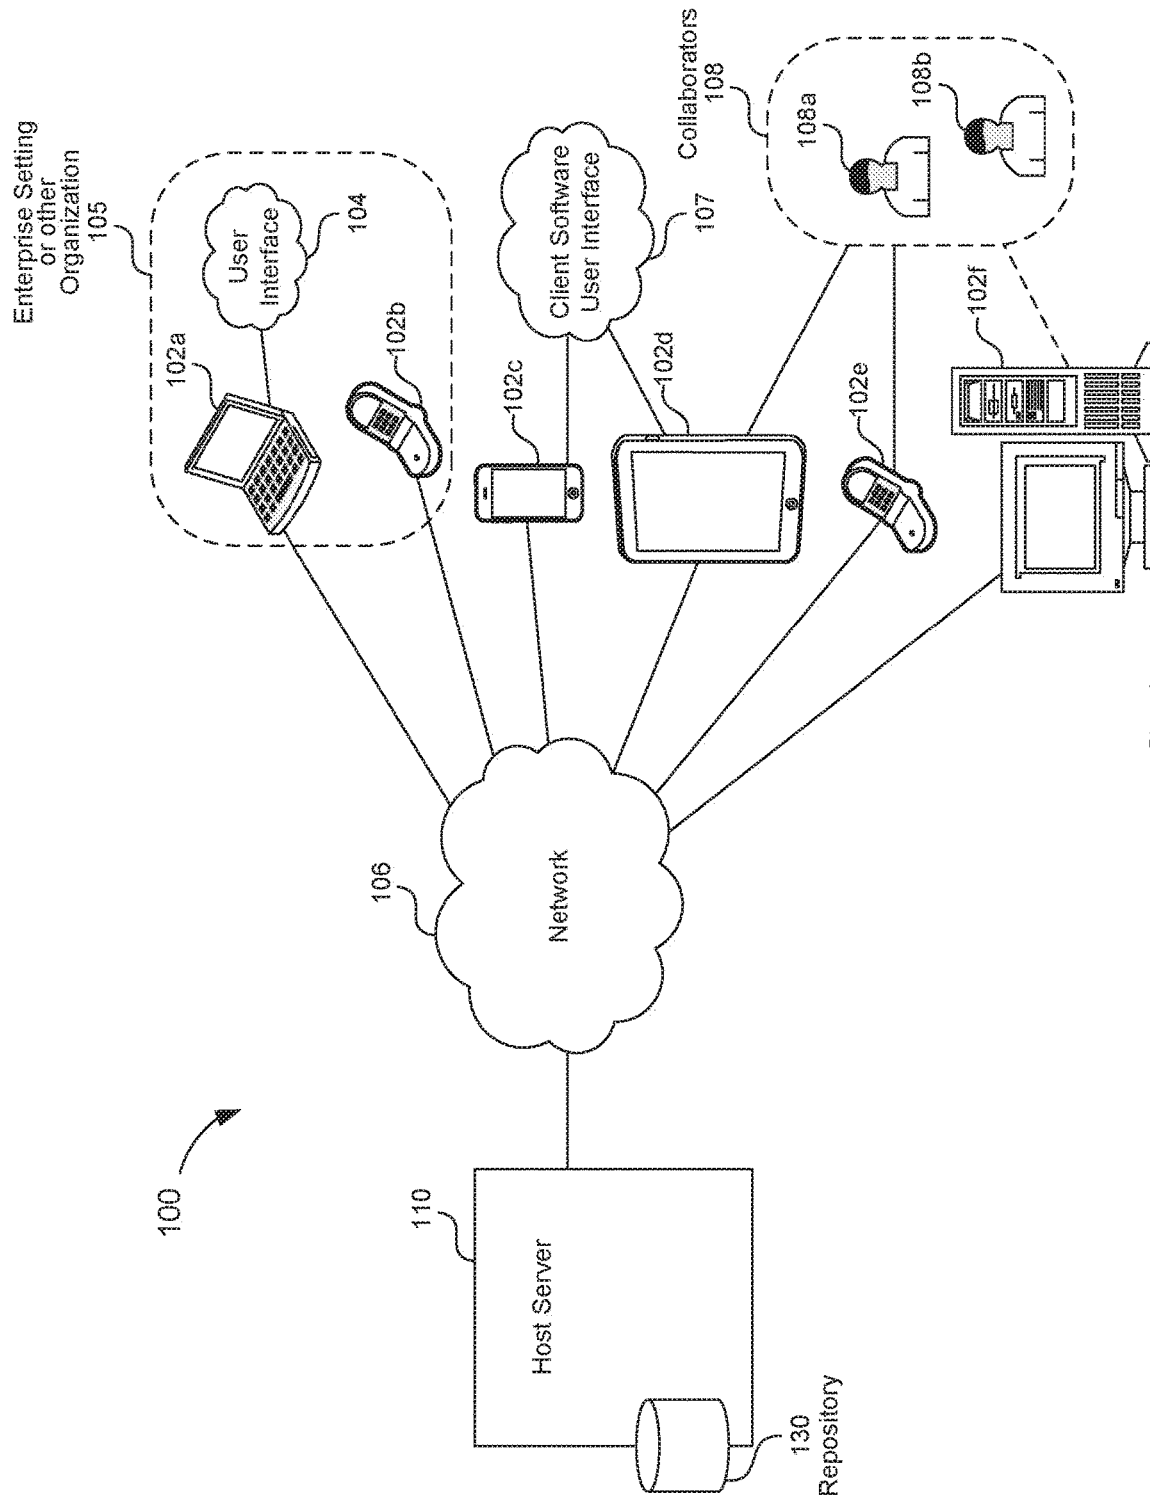 100
110
Host Server
130
Repository
106
Network
Enterprise Setting
or other
Organization
105
102a
User
Interface
104
102b
102c
Client Software
User Interface
107
102d
102e
102f
Collaborators
108
108a
108b